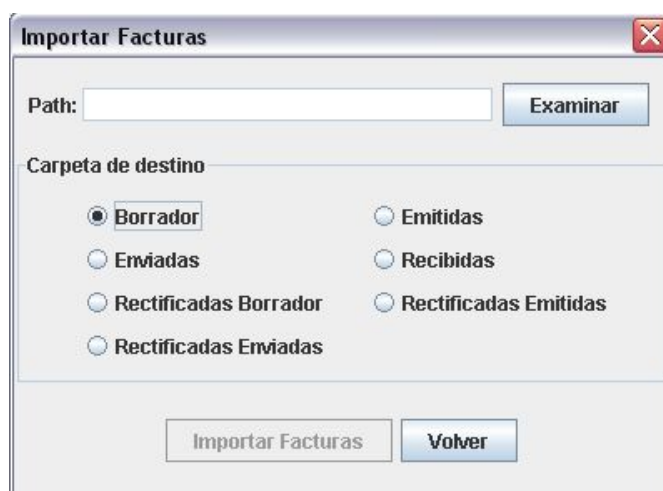 Importar Facturas
Path: Examinar
Carpeta de destino
Borrador Emitidas
Enviadas Recibidas
Rectificadas Borrador Rectificadas Emitidas
Rectificadas Enviadas
Importar Facturas Volver